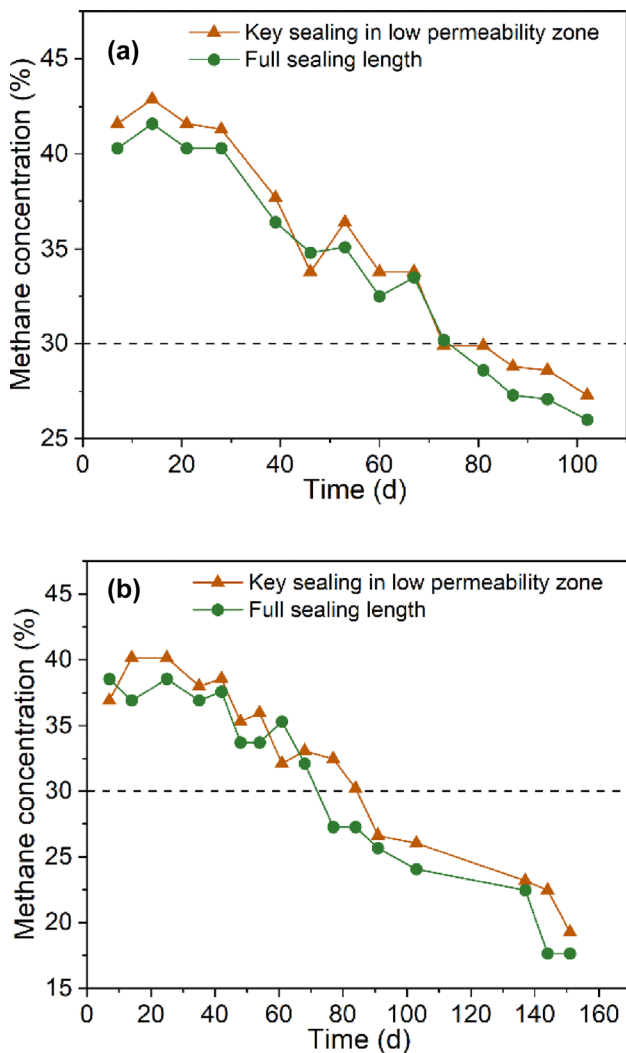 (a)
Key sealing in low permeability zone
Full sealing length
Methane concentration (%)
45
40
35
30
25
0 20 40 60 80 100
Time (d)
(b)
Key sealing in low permeability zone
Full sealing length
Methane concentration (%)
45
40
35
30
25
20
15
0 20 40 60 80 100 120 140 160
Time (d)